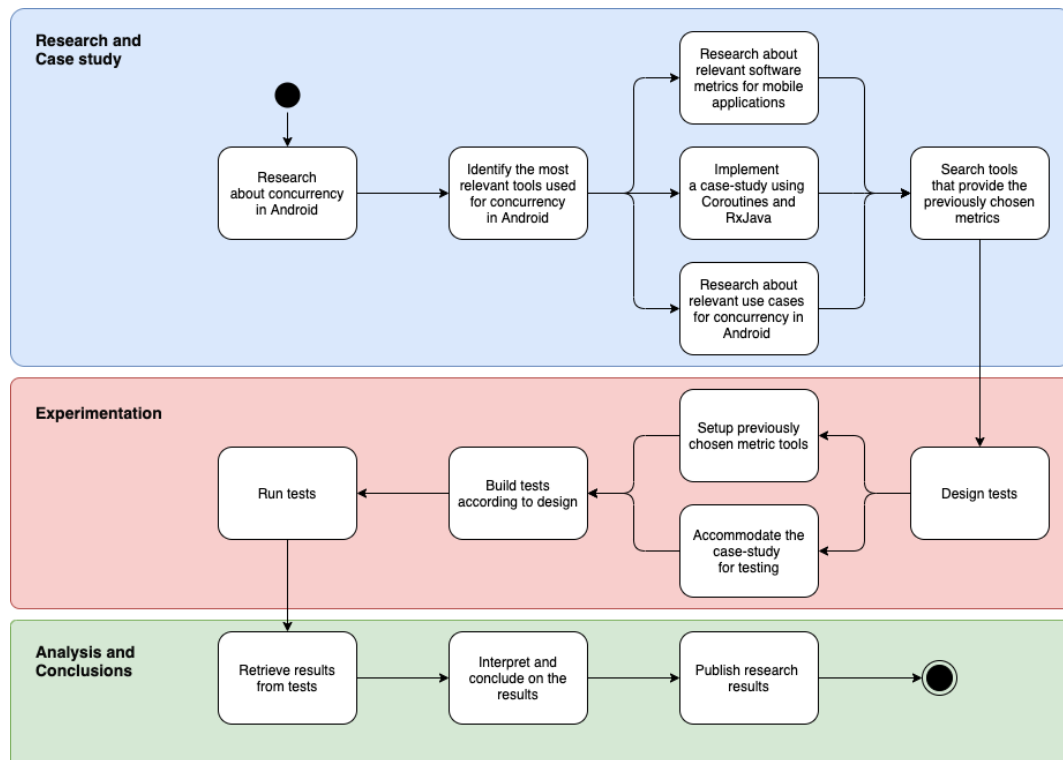 Research and
Case study
Research
about concurrency
in Android
Identify the most
relevant tools used
for concurrency
in Android
Research about
relevant software
metrics for mobile
applications
Implement
a case-study using
Coroutines and
RxJava
Research about
relevant use cases
for concurrency in
Android
Search tools
that provide the
previously chosen
metrics
Experimentation
Design tests
Setup previously
chosen metric tools
Accommodate the
case-study
for testing
Build tests
according to design
Run tests
Analysis and
Conclusions
Retrieve results
from tests
Interpret and
conclude on the
results
Publish research
results